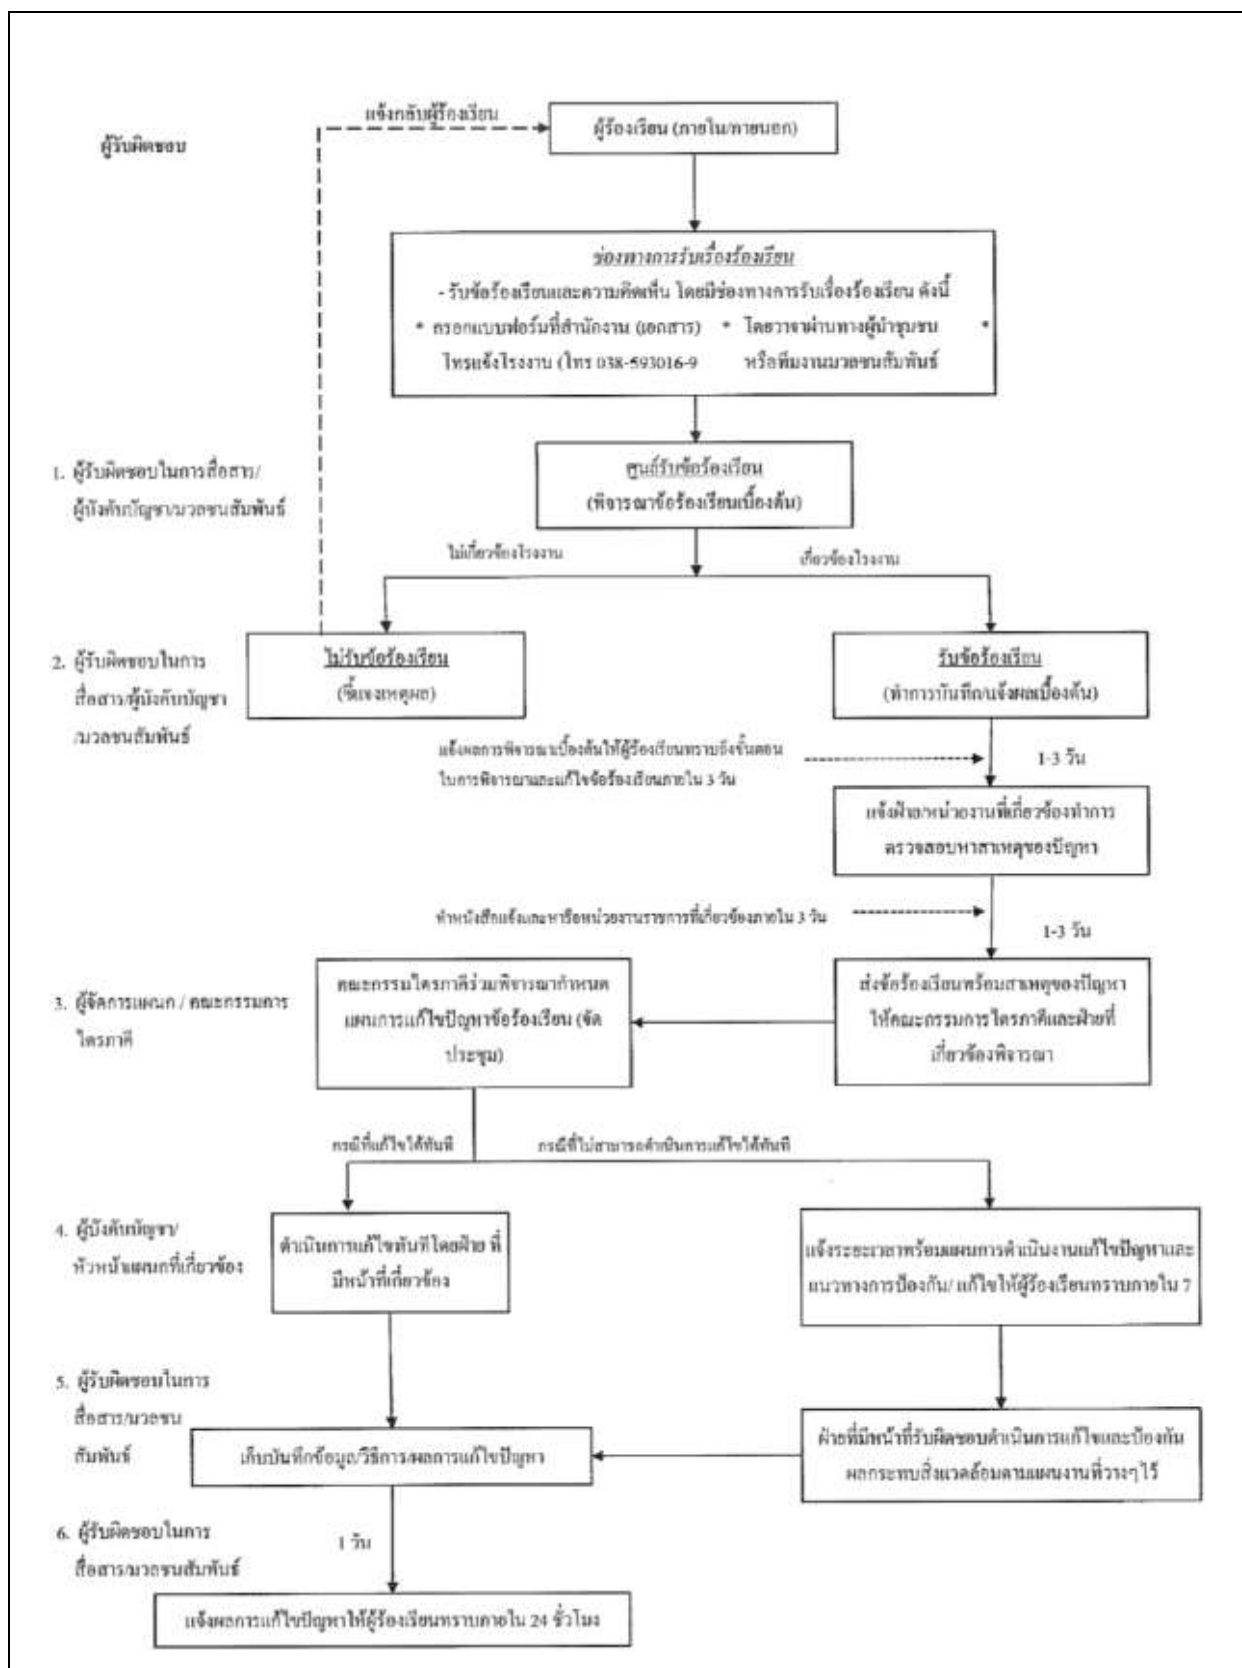 แจ้งกลับผู้ร้องเรียน
ผู้ร้องเรียน (ภายใน/ภายนอก)
ผู้รับผิดชอบ
ช่องทางการรับเรื่องร้องเรียน
- รับข้อร้องเรียนและความคิดเห็น โดยมีช่องทางการรับเรื่องร้องเรียน ดังนี้
* กรอกแบบฟอร์มที่สำนักงาน (เอกสาร) * โดยวาจาผ่านทางผู้นำชุมชน *
โทรแจ้งโรงงาน (โทร 038-593016-9 หรือทีมงานมวลชนสัมพันธ์
1. ผู้รับผิดชอบในการสื่อสาร/
ผู้บังคับบัญชา/มวลชนสัมพันธ์
ศูนย์รับข้อร้องเรียน
(พิจารณาข้อร้องเรียนเบื้องต้น)
ไม่เกี่ยวข้องโรงงาน
เกี่ยวข้องโรงงาน
2. ผู้รับผิดชอบในการ
สื่อสาร/ผู้บังคับบัญชา
/มวลชนสัมพันธ์
ไม่รับข้อร้องเรียน
(ชี้แจงเหตุผล)
รับข้อร้องเรียน
(ทำการบันทึก/แจ้งผลเบื้องต้น)
แจ้งผลการพิจารณาเบื้องต้นให้ผู้ร้องเรียนทราบถึงขั้นตอน
ในการพิจารณาและแก้ไขข้อร้องเรียนภายใน 3 วัน
1-3 วัน
แจ้งฝ่าย/หน่วยงานที่เกี่ยวข้องทำการ
ตรวจสอบหาสาเหตุของปัญหา
ทำหนังสือแจ้งและหารือหน่วยงานราชการที่เกี่ยวข้องภายใน 3 วัน
1-3 วัน
3. ผู้จัดการแผนก / คณะกรรมการ
ไตรภาคี
คณะกรรมไตรภาคีร่วมพิจารณากำหนด
แผนการแก้ไขปัญหาข้อร้องเรียน (จัด
ประชุม)
ส่งข้อร้องเรียนพร้อมสาเหตุของปัญหา
ให้คณะกรรมการไตรภาคีและฝ่ายที่
เกี่ยวข้องพิจารณา
กรณีที่แก้ไขได้ทันที
กรณีที่ไม่สามารถดำเนินการแก้ไขได้ทันที
4. ผู้บังคับบัญชา/
หัวหน้าแผนกที่เกี่ยวข้อง
ดำเนินการแก้ไขทันทีโดยฝ่าย ที่
มีหน้าที่เกี่ยวข้อง
แจ้งระยะเวลาพร้อมแผนการดำเนินงานแก้ไขปัญหาและ
แนวทางการป้องกัน/ แก้ไขให้ผู้ร้องเรียนทราบภายใน 7
5. ผู้รับผิดชอบในการ
สื่อสาร/มวลชน
สัมพันธ์
เก็บบันทึกข้อมูล/วิธีการ/ผลการแก้ไขปัญหา
ฝ่ายที่มีหน้าที่รับผิดชอบดำเนินการแก้ไขและป้องกัน
ผลกระทบสิ่งแวดล้อมตามแผนงานที่วางๆ ไว้
6. ผู้รับผิดชอบในการ
สื่อสาร/มวลชนสัมพันธ์
1 วัน
แจ้งผลการแก้ไขปัญหาให้ผู้ร้องเรียนทราบภายใน 24 ชั่วโมง